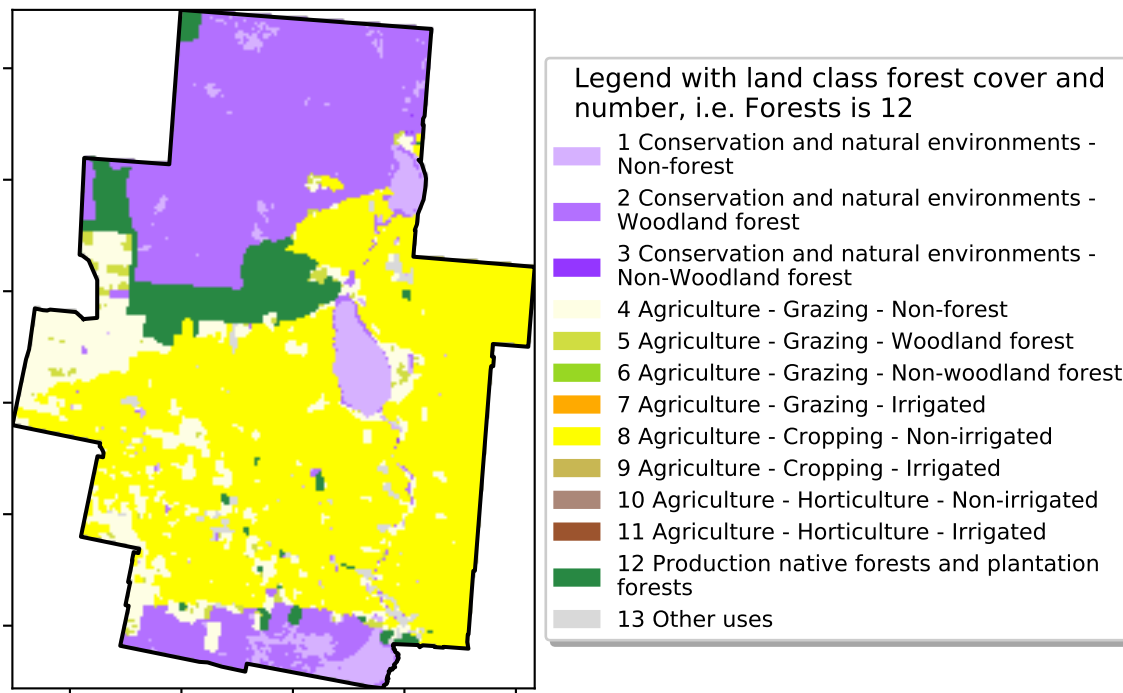 Legend with land class forest cover and
number, i.e. Forests is 12
1 Conservation and natural environments -
Non-forest
2 Conservation and natural environments -
Woodland forest
3 Conservation and natural environments -
Non-Woodland forest
4 Agriculture - Grazing - Non-forest
5 Agriculture - Grazing - Woodland forest
6 Agriculture - Grazing - Non-woodland forest
7 Agriculture - Grazing - Irrigated
8 Agriculture - Cropping - Non-irrigated
9 Agriculture - Cropping - Irrigated
10 Agriculture - Horticulture - Non-irrigated
11 Agriculture - Horticulture - Irrigated
12 Production native forests and plantation
forests
13 Other uses